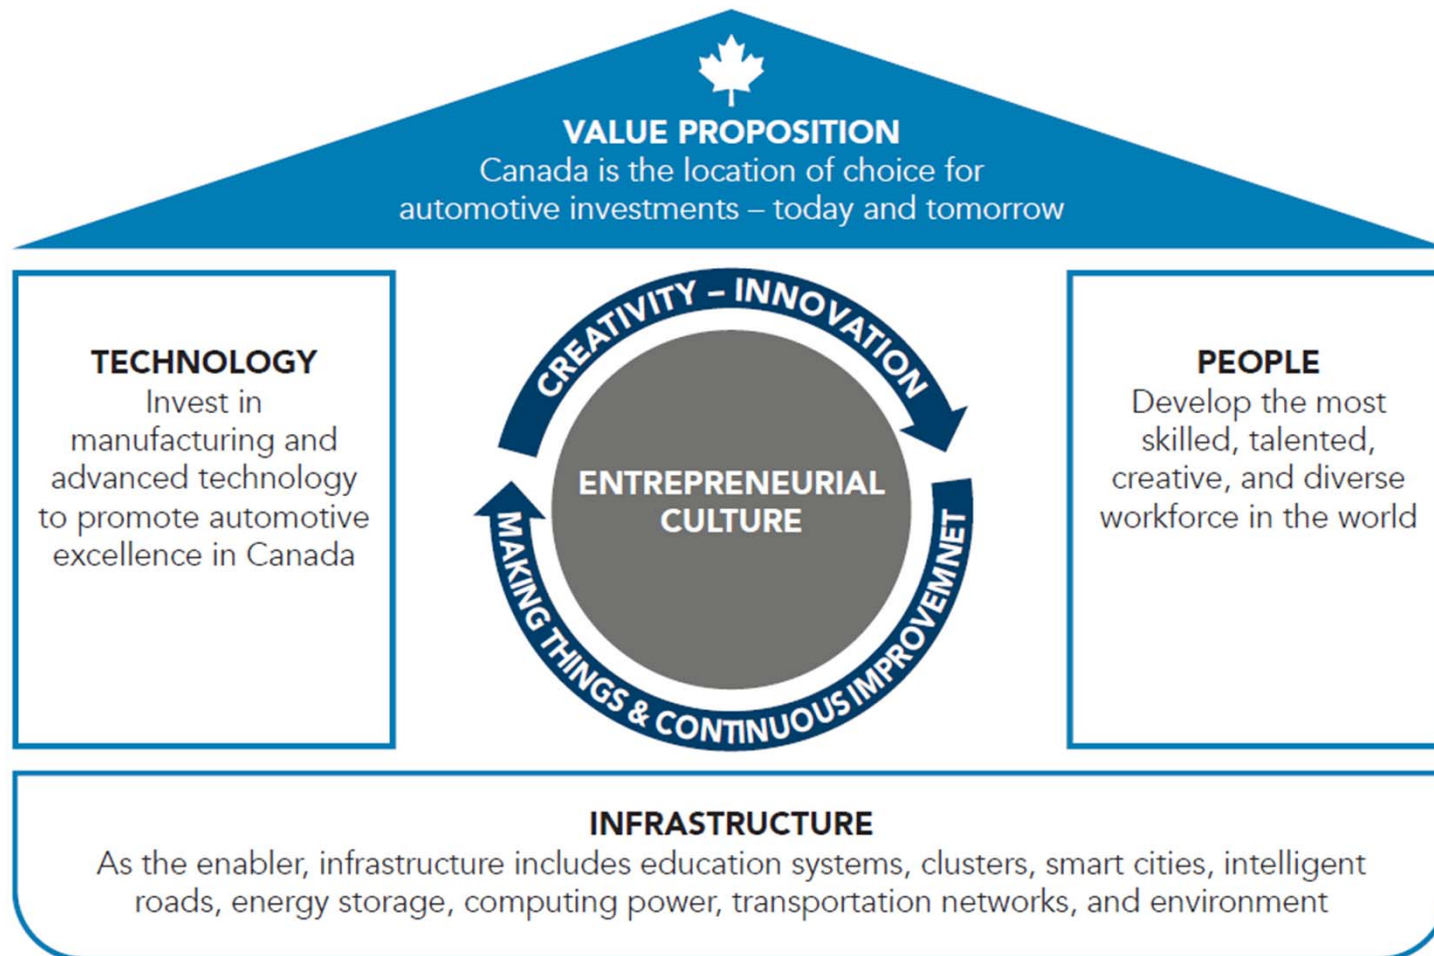 VALUE PROPOSITION
Canada is the location of choice for
automotive investments – today and tomorrow
TECHNOLOGY
Invest in
manufacturing and
advanced technology
to promote automotive
excellence in Canada
CREATIVITY – INNOVATION
ENTREPRENEURIAL
CULTURE
MAKING THINGS & CONTINUOUS IMPROVEMNET
PEOPLE
Develop the most
skilled, talented,
creative, and diverse
workforce in the world
INFRASTRUCTURE
As the enabler, infrastructure includes education systems, clusters, smart cities, intelligent
roads, energy storage, computing power, transportation networks, and environment